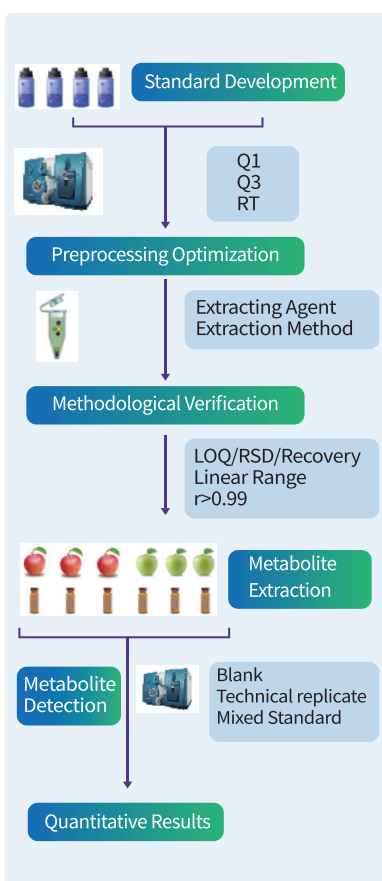 Standard Development
Q1
Q3
RT
Preprocessing Optimization
Extracting Agent
Extraction Method
Methodological Verification
LOQ/RSD/Recovery
Linear Range
r>0.99
Metabolite
Extraction
Metabolite
Detection
Blank
Technical replicate
Mixed Standard
Quantitative Results